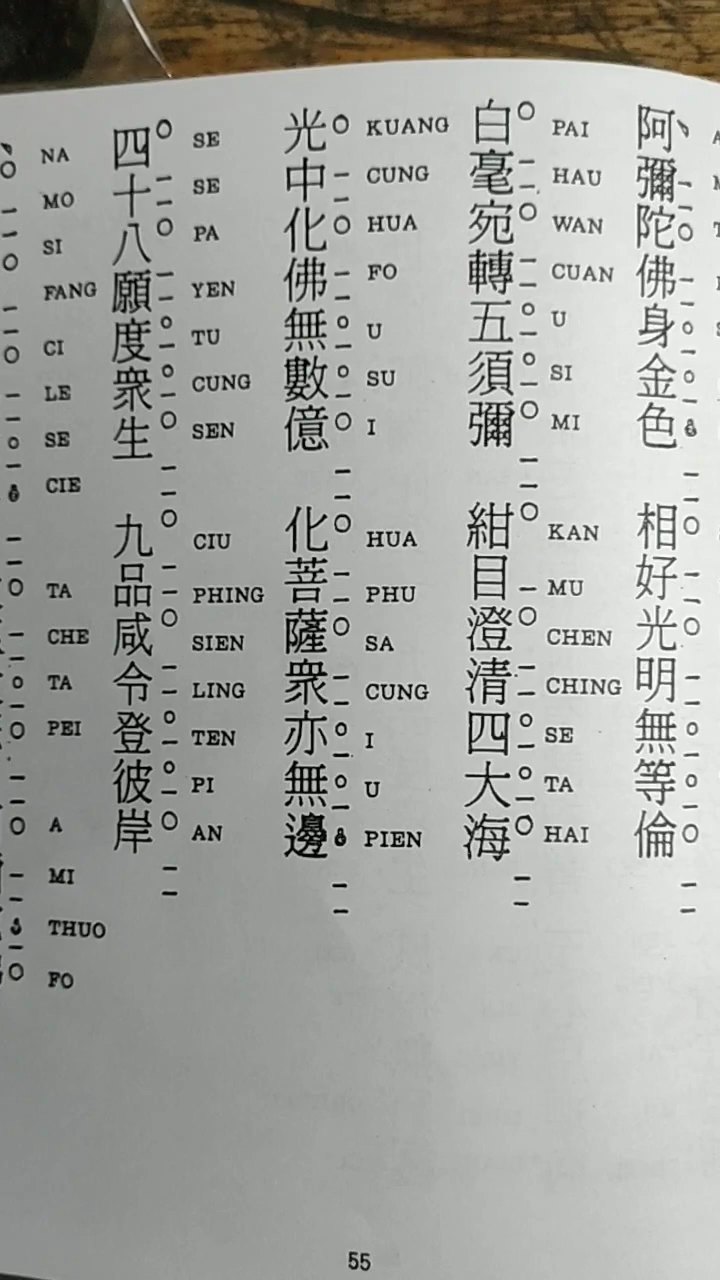 阿彌陀佛身金色
相好光明無等倫
白毫宛轉五須彌
PAI HAU WAN CUAN U SI MI
紺目澄清四大海
KAN MU CHEN CHING SE TA HAI
光中化佛無數億
KUANG CUNG HUA FO U SU I
化菩薩衆亦無邊
HUA PHU SA CUNG I U PIEN
四十八願度衆生
SE SE PA YEN TU CUNG SEN
九品咸令登彼岸
CIU PHING SIEN LING TEN PI AN
NA MO SI FANG CI LE SE CIE
TA CHE TA PEI
A MI THUO FO
55